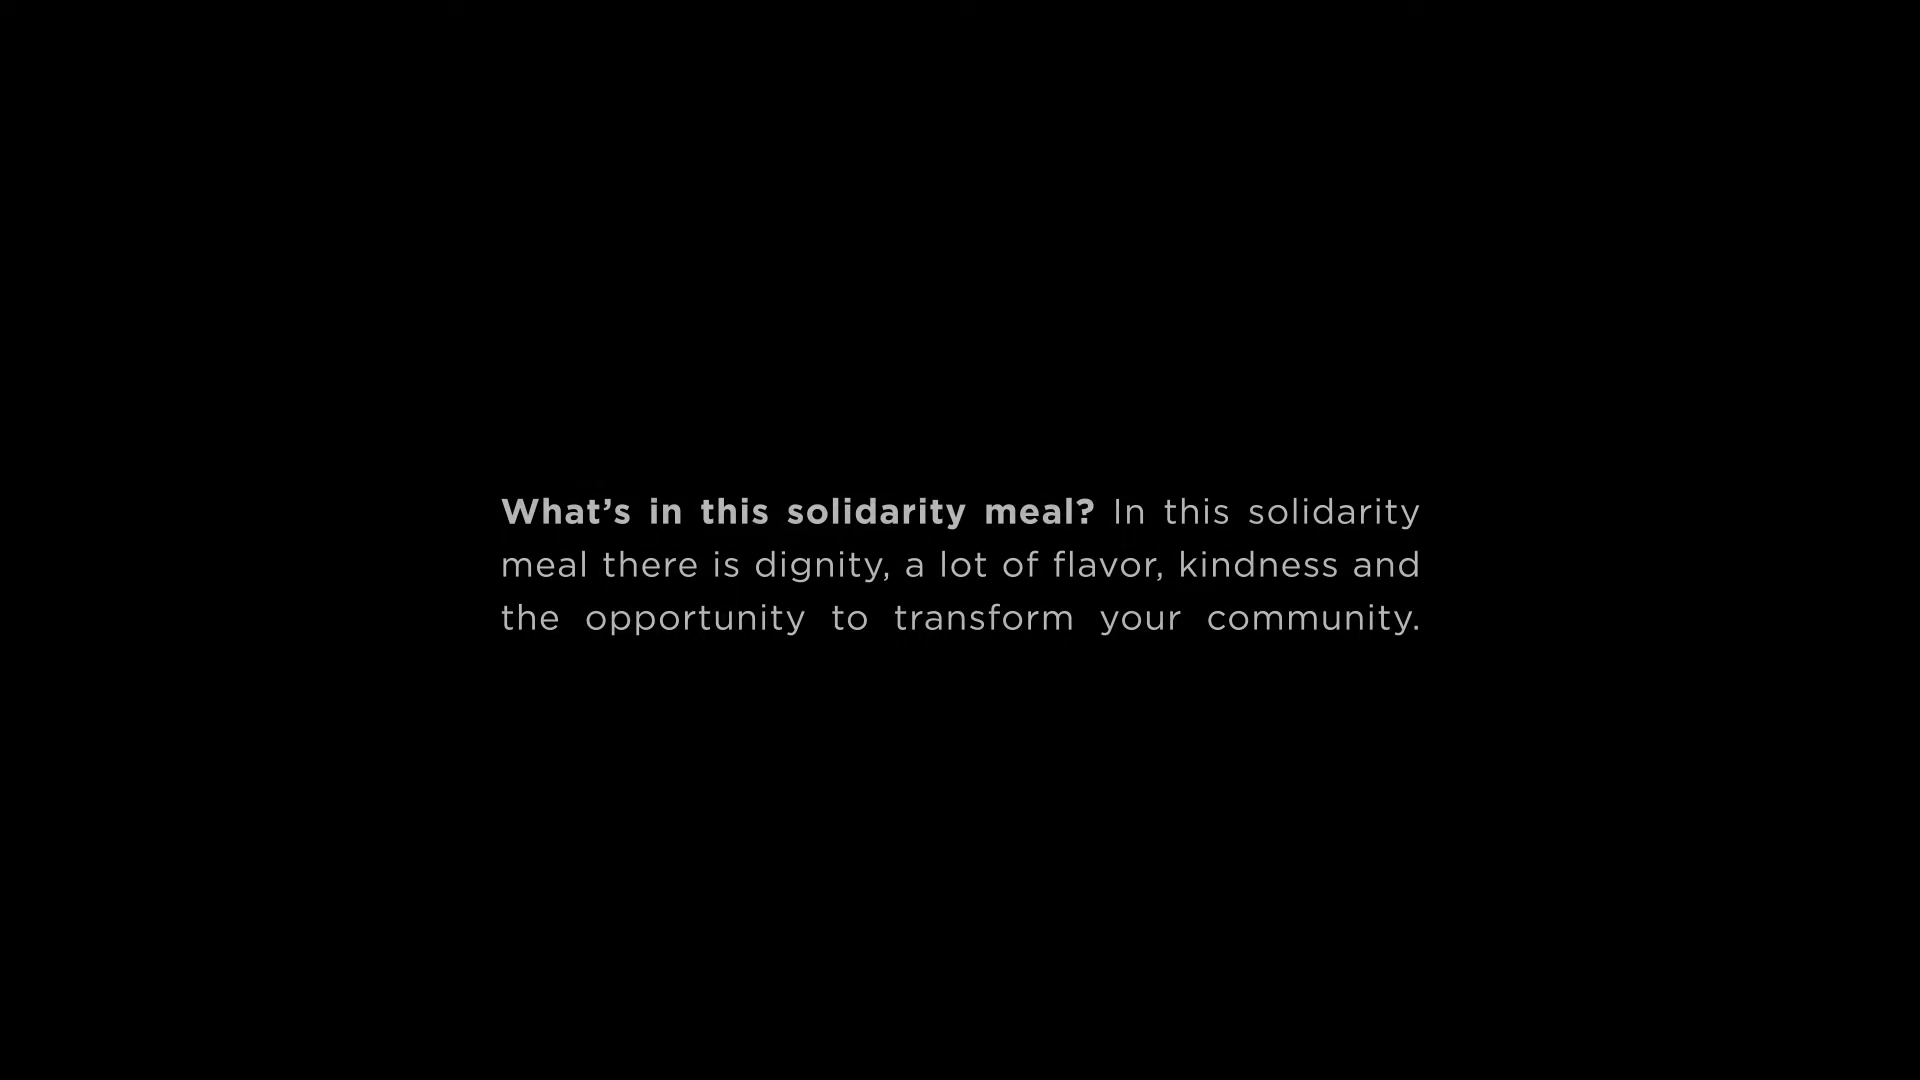 What’s in this solidarity meal? In this solidarity
meal there is dignity, a lot of flavor, kindness and
the opportunity to transform your community.